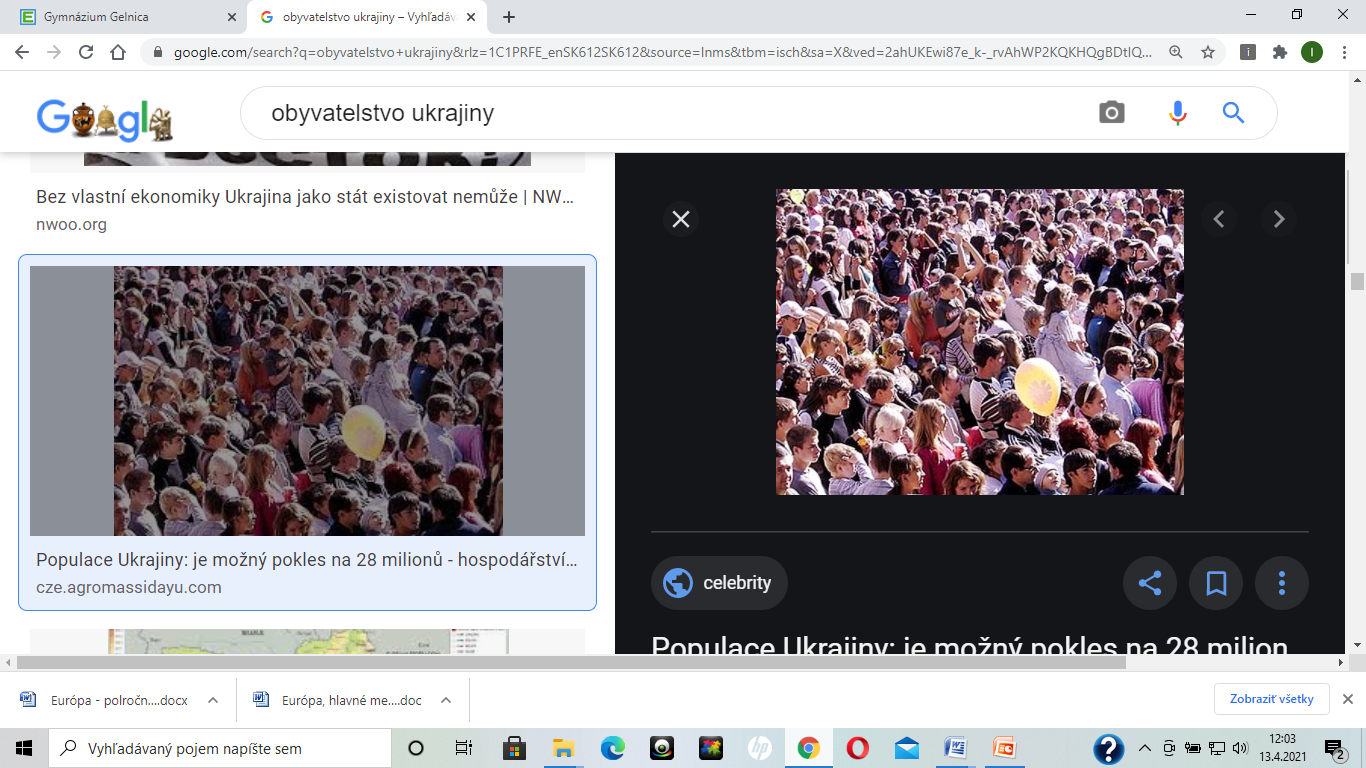 Gymnázium Gelnica
obyvatelstvo ukrajiny – Vyhľadáv
google.com/search?q=obyvatelstvo+ukrajiny&rlz=1C1PRFE_enSK612SK612&source=lnms&tbm=isch&sa=X&ved=2ahUKEwi87e_k-_rvAhWP2KQKHQgBDtIQ...
I
obyvatelstvo ukrajiny
Bez vlastní ekonomiky Ukrajina jako stát existovat nemůže | NW...
nwoo.org
Populace Ukrajiny: je možný pokles na 28 milionů - hospodářství...
cze.agromassidayu.com
celebrity
Populace Ukrajiny: je možný pokles na 28 milion
Európa - polročn....docx
Európa, hlavné me....doc
Zobraziť všetky
Vyhľadávaný pojem napíšte sem
hp
12:03
13.4.2021
2